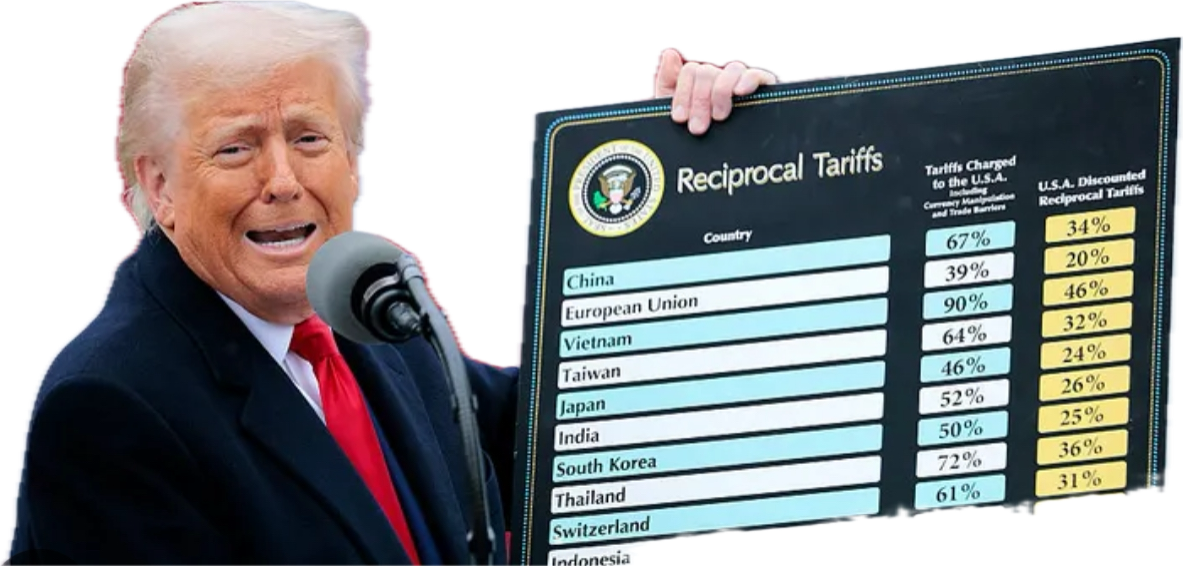 Reciprocal Tariffs
Country
Tariffs Charged
to the U.S.A.
Including
Currency Manipulation
and Trade Barriers
U.S.A. Discounted
Reciprocal Tariffs
China 67% 34%
European Union 39% 20%
Vietnam 90% 46%
Taiwan 64% 32%
Japan 46% 24%
India 52% 26%
South Korea 50% 25%
Thailand 72% 36%
Switzerland 61% 31%
Indonesia